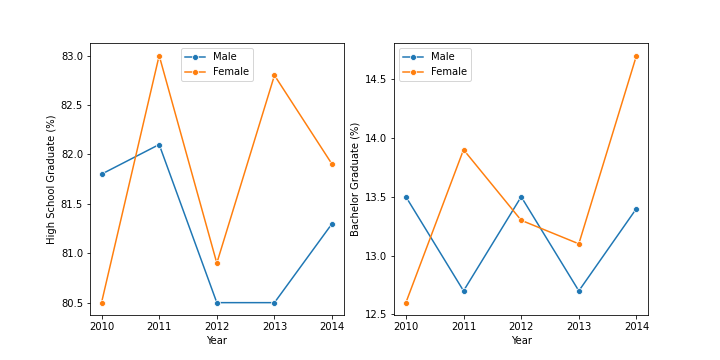 High School Graduate (%)
83.0
82.5
82.0
81.5
81.0
80.5
Male
Female
2010 2011 2012 2013 2014
Year
Bachelor Graduate (%)
14.5
14.0
13.5
13.0
12.5
Male
Female
2010 2011 2012 2013 2014
Year